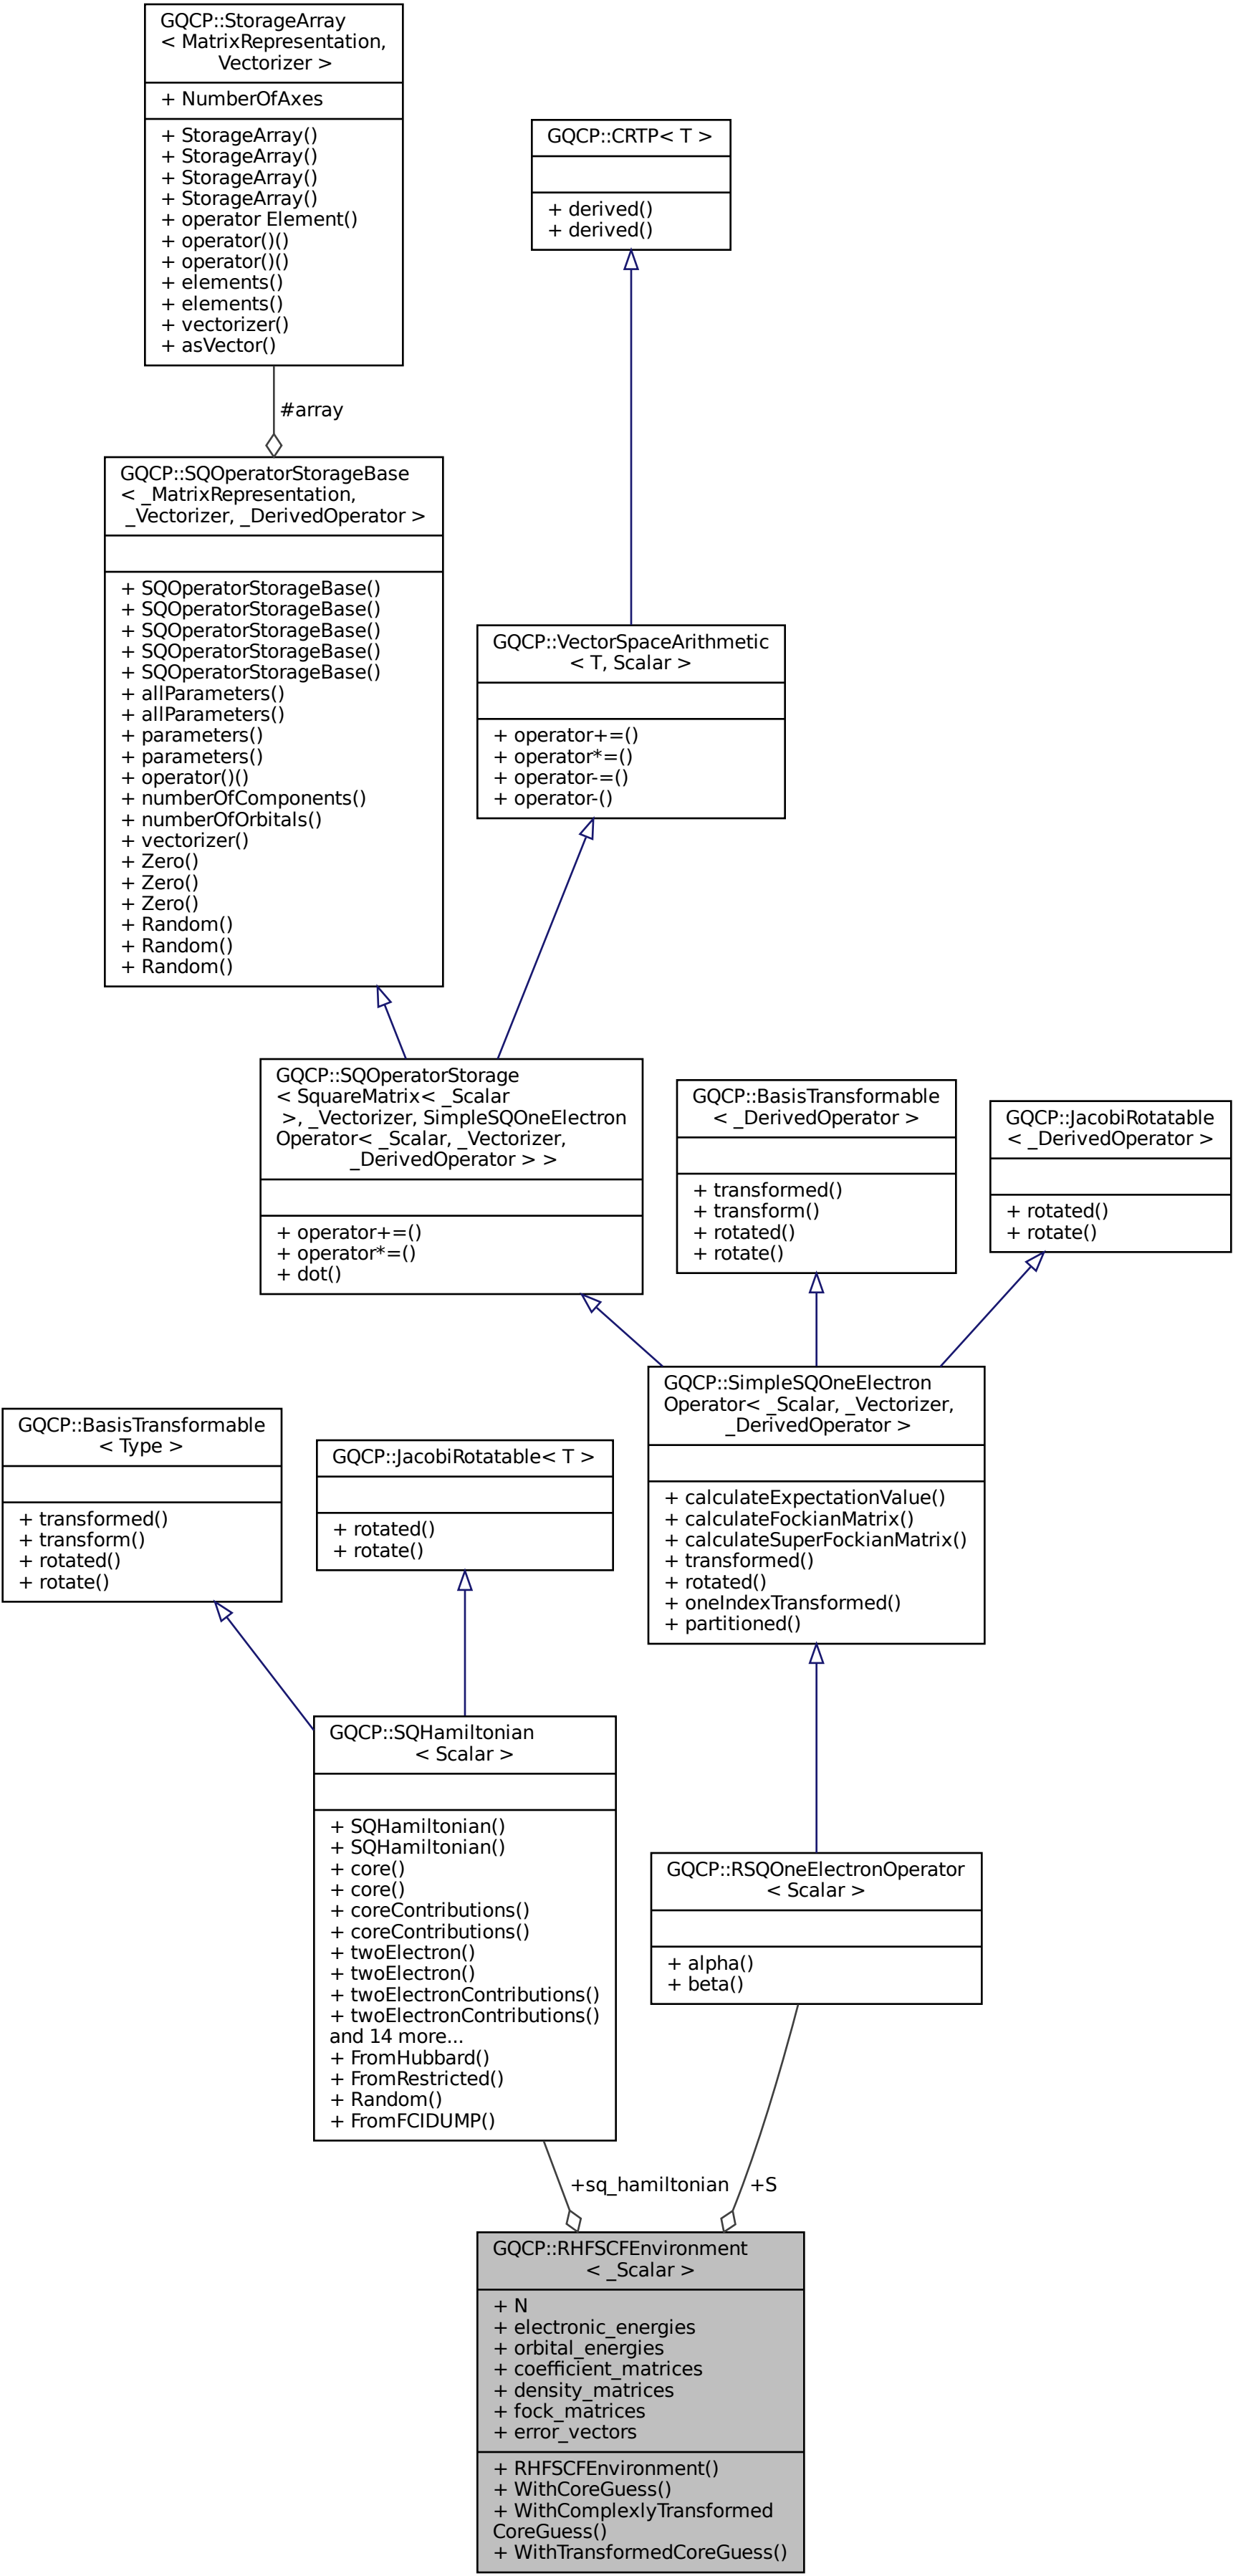 GQCP::StorageArray
< MatrixRepresentation,
Vectorizer >
+ NumberOfAxes
+ StorageArray()
+ StorageArray()
+ StorageArray()
+ StorageArray()
+ operator Element()
+ operator()()
+ operator()()
+ elements()
+ elements()
+ vectorizer()
+ asVector()
GQCP::CRTP< T >
+ derived()
+ derived()
#array
GQCP::SQOperatorStorageBase
< _MatrixRepresentation,
_Vectorizer, _DerivedOperator >
+ SQOperatorStorageBase()
+ SQOperatorStorageBase()
+ SQOperatorStorageBase()
+ SQOperatorStorageBase()
+ SQOperatorStorageBase()
+ allParameters()
+ allParameters()
+ parameters()
+ parameters()
+ operator()()
+ numberOfComponents()
+ numberOfOrbitals()
+ vectorizer()
+ Zero()
+ Zero()
+ Zero()
+ Random()
+ Random()
+ Random()
GQCP::VectorSpaceArithmetic
< T, Scalar >
+ operator+=()
+ operator*=()
+ operator-=()
+ operator-()
GQCP::SQOperatorStorage
< SquareMatrix< _Scalar
>, _Vectorizer, SimpleSQOneElectron
Operator< _Scalar, _Vectorizer,
_DerivedOperator > >
+ operator+=()
+ operator*=()
+ dot()
GQCP::BasisTransformable
< _DerivedOperator >
+ transformed()
+ transform()
+ rotated()
+ rotate()
GQCP::JacobiRotatable
< _DerivedOperator >
+ rotated()
+ rotate()
GQCP::SimpleSQOneElectron
Operator< _Scalar, _Vectorizer,
_DerivedOperator >
+ calculateExpectationValue()
+ calculateFockianMatrix()
+ calculateSuperFockianMatrix()
+ transformed()
+ rotated()
+ oneIndexTransformed()
+ partitioned()
GQCP::BasisTransformable
< Type >
+ transformed()
+ transform()
+ rotated()
+ rotate()
GQCP::JacobiRotatable< T >
+ rotated()
+ rotate()
GQCP::SQHamiltonian
< Scalar >
+ SQHamiltonian()
+ SQHamiltonian()
+ core()
+ core()
+ coreContributions()
+ coreContributions()
+ twoElectron()
+ twoElectron()
+ twoElectronContributions()
+ twoElectronContributions()
and 14 more...
+ FromHubbard()
+ FromRestricted()
+ Random()
+ FromFCIDUMP()
GQCP::RSQOneElectronOperator
< Scalar >
+ alpha()
+ beta()
+sq_hamiltonian
+S
GQCP::RHFSCFEnvironment
< _Scalar >
+ N
+ electronic_energies
+ orbital_energies
+ coefficient_matrices
+ density_matrices
+ fock_matrices
+ error_vectors
+ RHFSCFEnvironment()
+ WithCoreGuess()
+ WithComplexlyTransformed
CoreGuess()
+ WithTransformedCoreGuess()